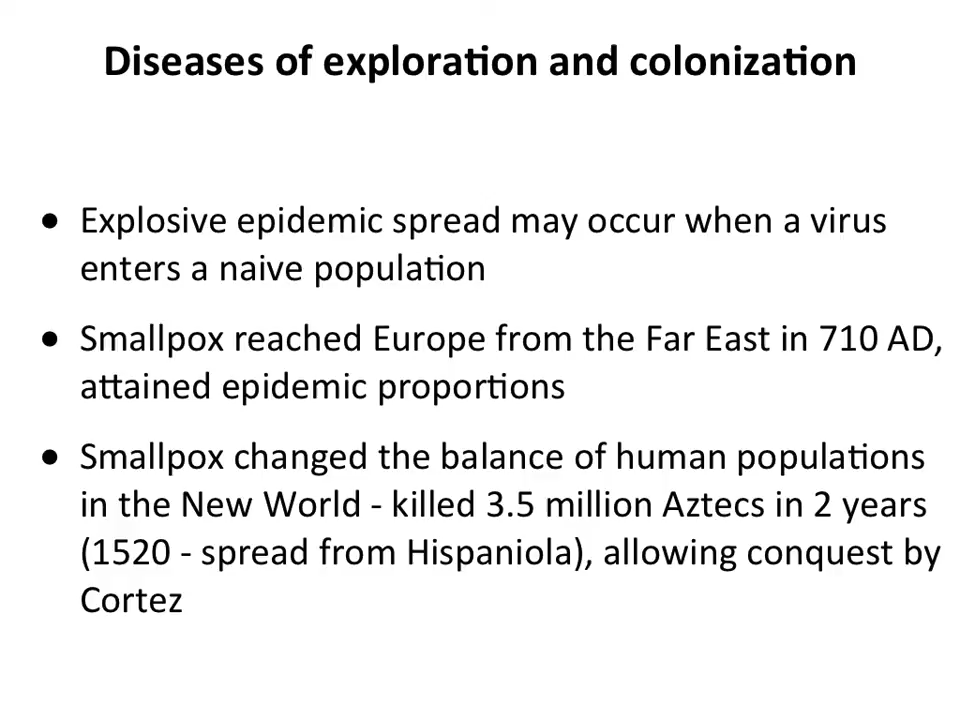 Diseases of exploration and colonization
● Explosive epidemic spread may occur when a virus
enters a naive population
● Smallpox reached Europe from the Far East in 710 AD,
attained epidemic proportions
● Smallpox changed the balance of human populations
in the New World - killed 3.5 million Aztecs in 2 years
(1520 - spread from Hispaniola), allowing conquest by
Cortez